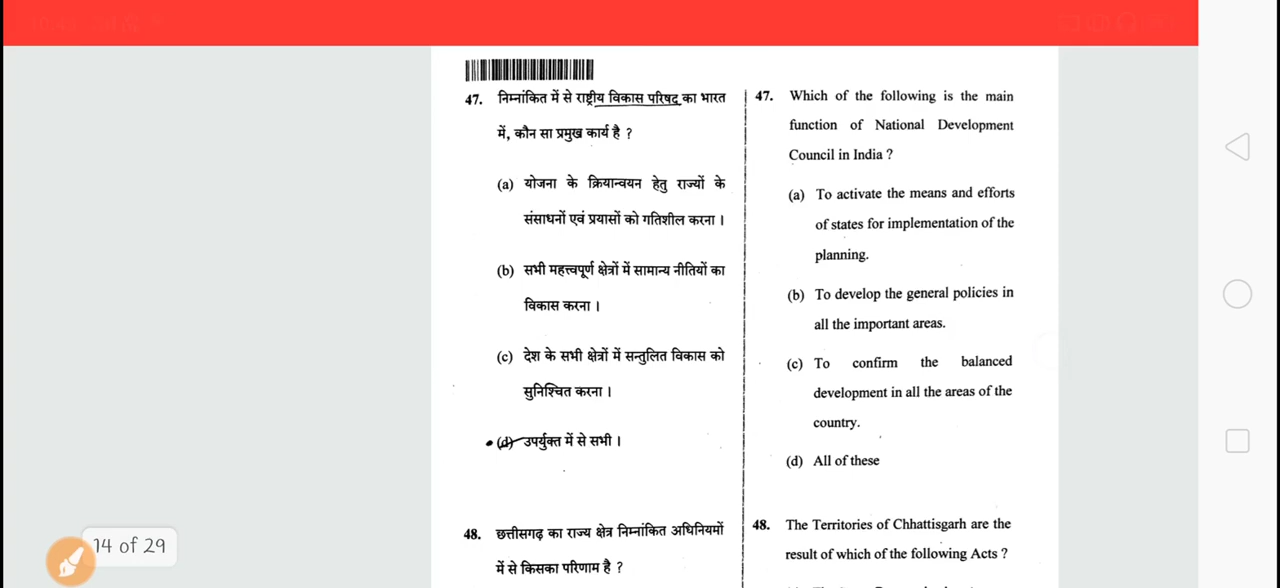 47. निम्नांकित में से राष्ट्रीय विकास परिषद का भारत
में, कौन सा प्रमुख कार्य है ?
(a) योजना के क्रियान्वयन हेतु राज्यों के
संसाधनों एवं प्रयासों को गतिशील करना ।
(b) सभी महत्त्वपूर्ण क्षेत्रों में सामान्य नीतियों का
विकास करना ।
(c) देश के सभी क्षेत्रों में सन्तुलित विकास को
सुनिश्चित करना ।
(d) उपर्युक्त में से सभी ।
48. छत्तीसगढ़ का राज्य क्षेत्र निम्नांकित अधिनियमों
में से किसका परिणाम है ?
47. Which of the following is the main
function of National Development
Council in India ?
(a) To activate the means and efforts
of states for implementation of the
planning.
(b) To develop the general policies in
all the important areas.
(c) To confirm the balanced
development in all the areas of the
country.
(d) All of these
48. The Territories of Chhattisgarh are the
result of which of the following Acts ?
14 of 29